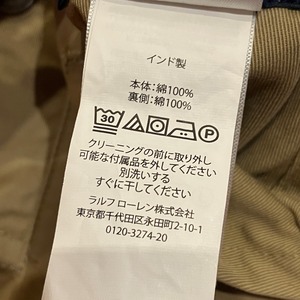 インド製
本体：綿100%
裏側：綿100%
30 P
クリーニングの前に取り外し
可能な付属品を外してください
別洗いする
すぐに干してください
ラルフ ローレン株式会社
東京都千代田区永田町2-10-1
0120-3274-20